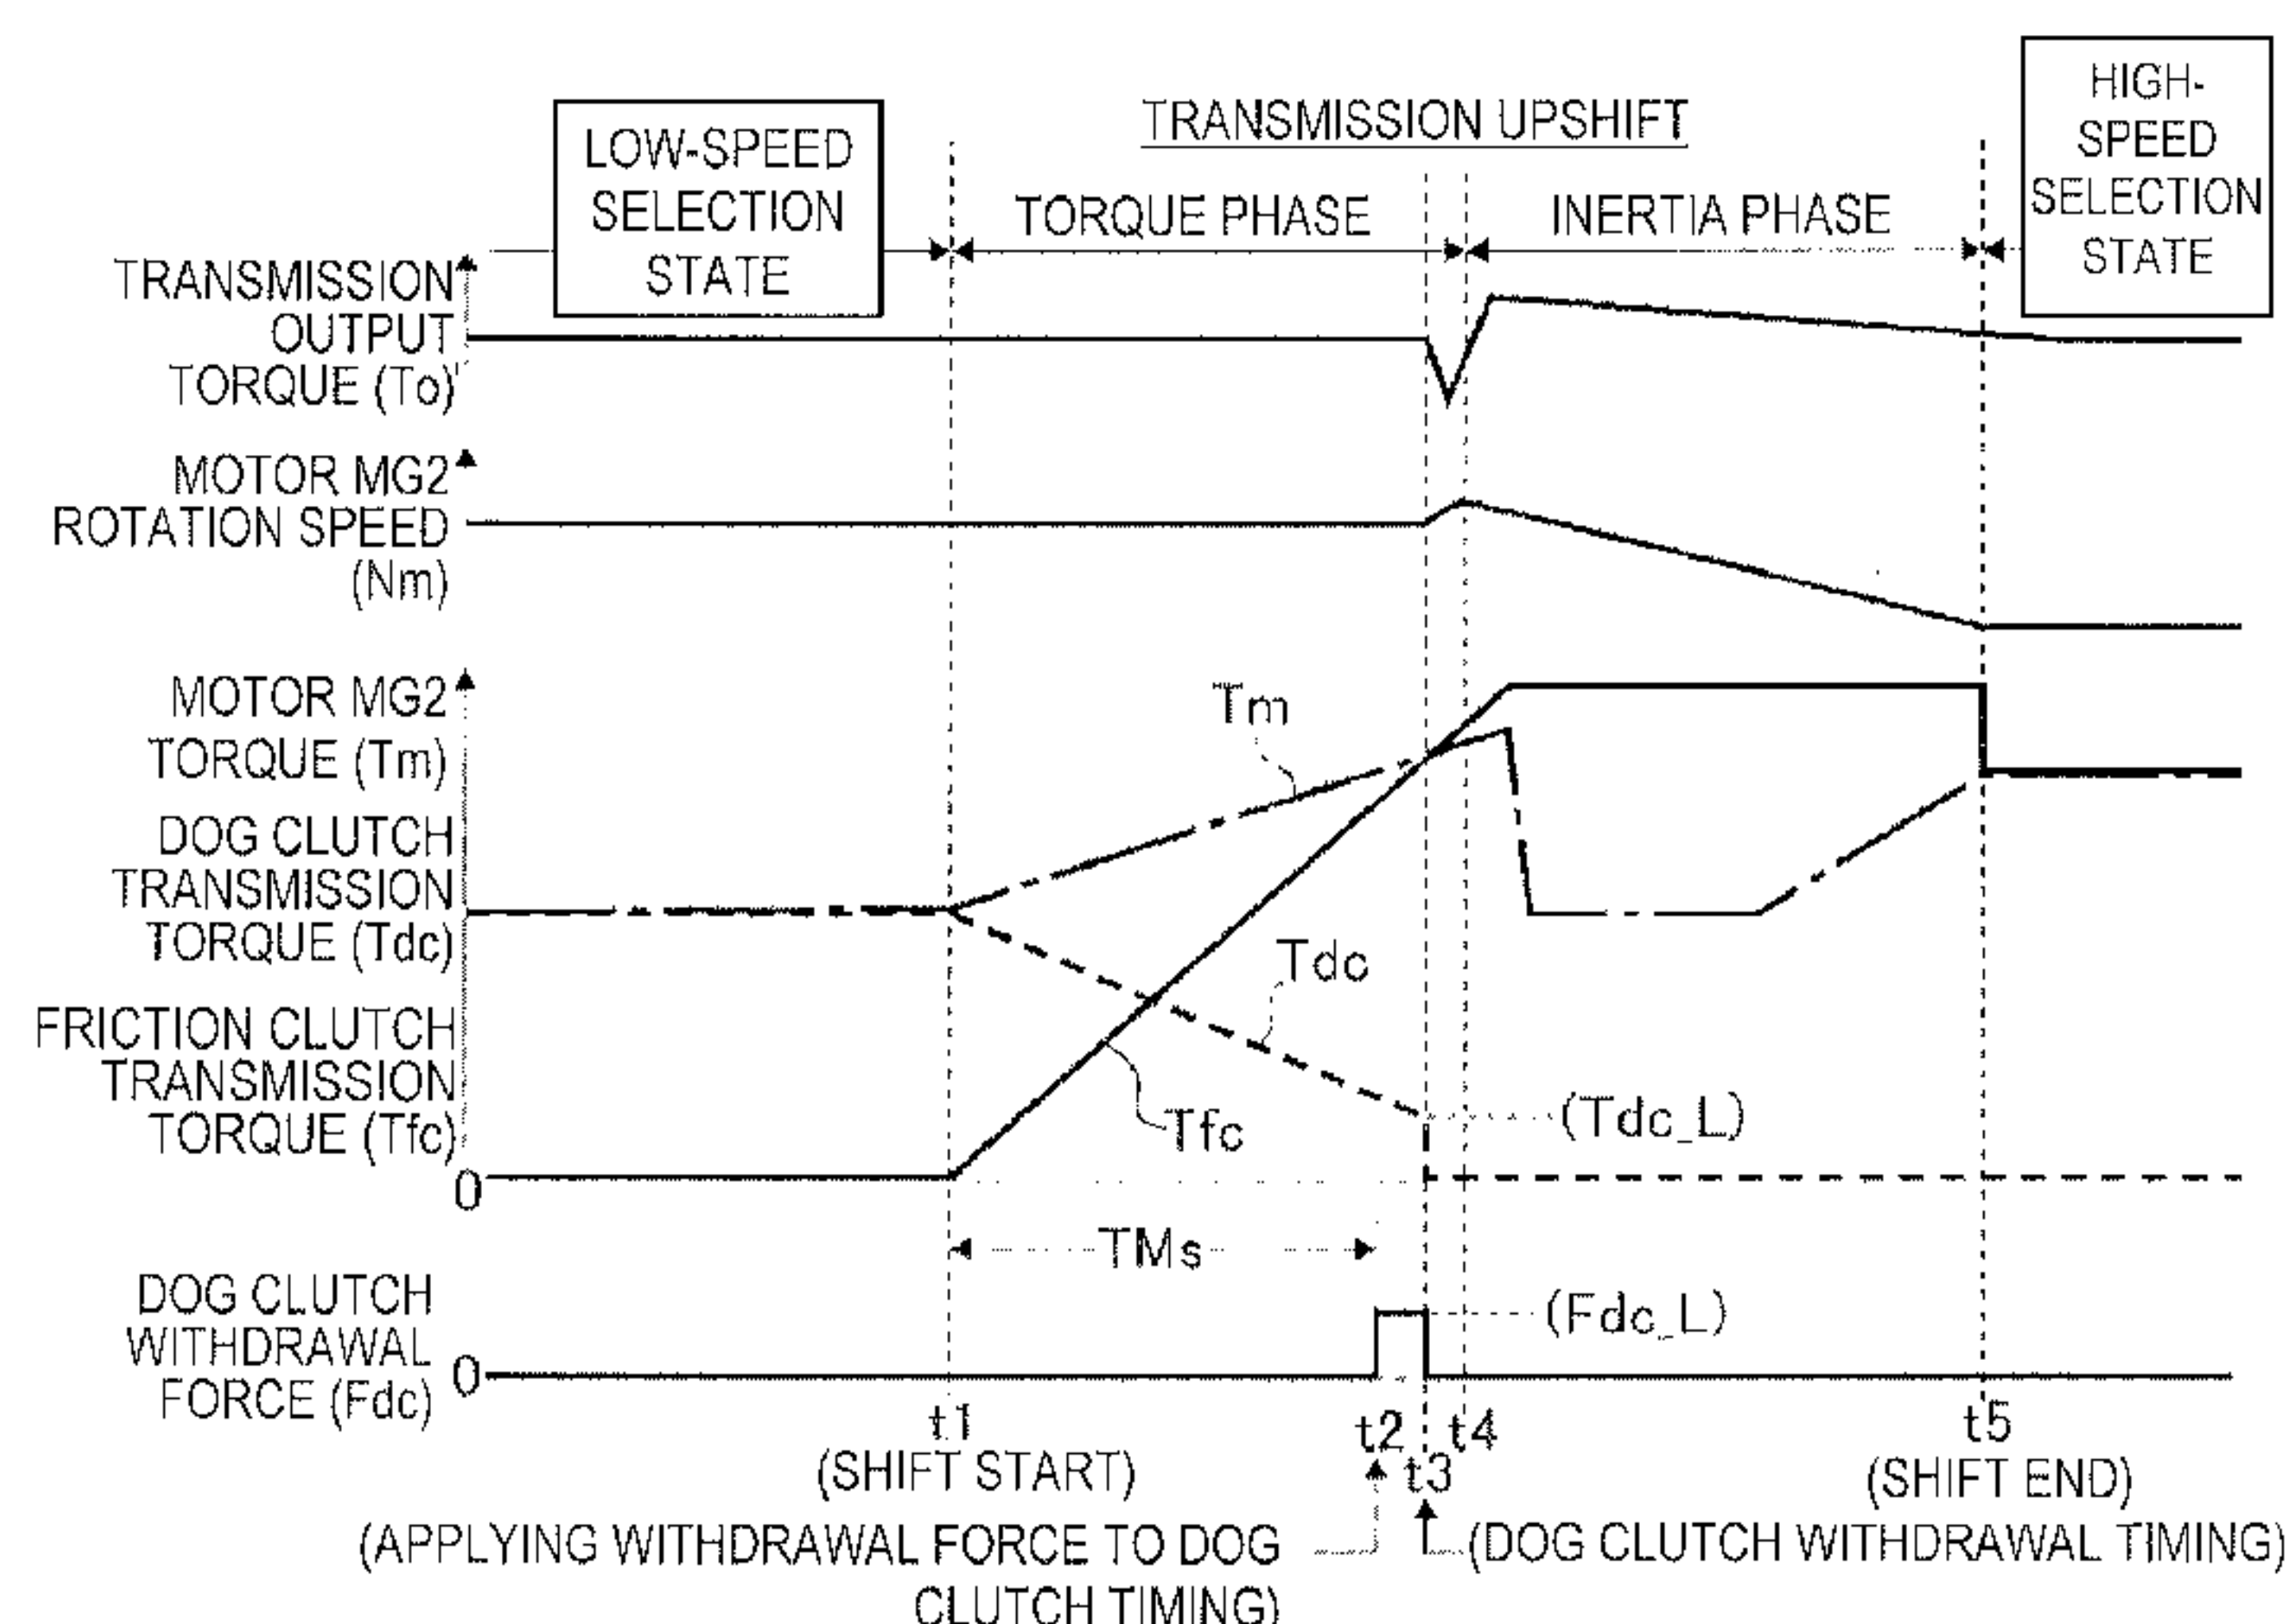 HIGH-
SPEED
SELECTION
STATE
LOW-SPEED
SELECTION
STATE
TRANSMISSION UPSHIFT
TORQUE PHASE
INERTIA PHASE
TRANSMISSION
OUTPUT
TORQUE (To)
MOTOR MG2
ROTATION SPEED
(Nm)
MOTOR MG2
TORQUE (Tm)
Tm
DOG CLUTCH
TRANSMISSION
TORQUE (Tdc)
Tdc
FRICTION CLUTCH
TRANSMISSION
TORQUE (Tfc)
Tfc
(Tdc_L)
0
TMs
DOG CLUTCH
WITHDRAWAL
FORCE (Fdc)
0
(Fdc_L)
t1
(SHIFT START)
t2
t3
t4
t5
(SHIFT END)
(APPLYING WITHDRAWAL FORCE TO DOG
CLUTCH TIMING)
(DOG CLUTCH WITHDRAWAL TIMING)